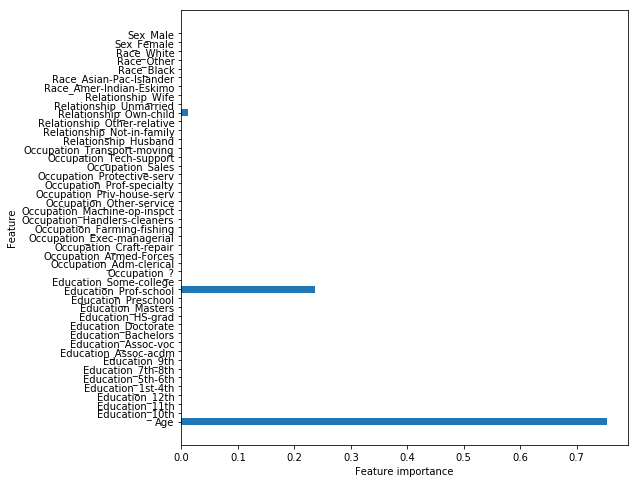 Sex_Male
Sex_Female
Race_White
Race_Other
Race_Black
Race_Asian-Pac-Islander
Race_Amer-Indian-Eskimo
Relationship_Wife
Relationship_Unmarried
Relationship_Own-child
Relationship_Other-relative
Relationship_Not-in-family
Relationship_Husband
Occupation_Transport-moving
Occupation_Tech-support
Occupation_Sales
Occupation_Protective-serv
Occupation_Prof-specialty
Occupation_Priv-house-serv
Occupation_Other-service
Occupation_Machine-op-inspct
Occupation_Handlers-cleaners
Occupation_Farming-fishing
Occupation_Exec-managerial
Occupation_Craft-repair
Occupation_Armed-Forces
Occupation_Adm-clerical
Occupation_?
Education_Some-college
Education_Prof-school
Education_Preschool
Education_Masters
Education_HS-grad
Education_Doctorate
Education_Bachelors
Education_Assoc-voc
Education_Assoc-acdm
Education_9th
Education_7th-8th
Education_5th-6th
Education_1st-4th
Education_12th
Education_11th
Education_10th
Age
Feature
0.0 0.1 0.2 0.3 0.4 0.5 0.6 0.7
Feature importance